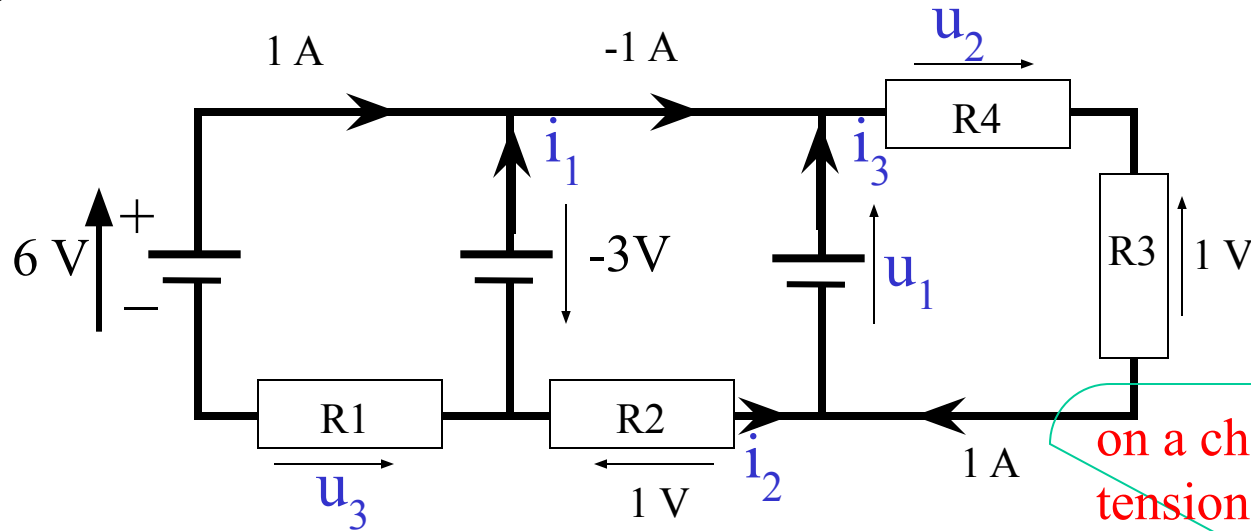 1 A
-1 A
u2
R4
i1
i3
6 V
+
−
-3V
u1
R3
1 V
R1
R2
u3
1 V
i2
1 A
on a ch
tension